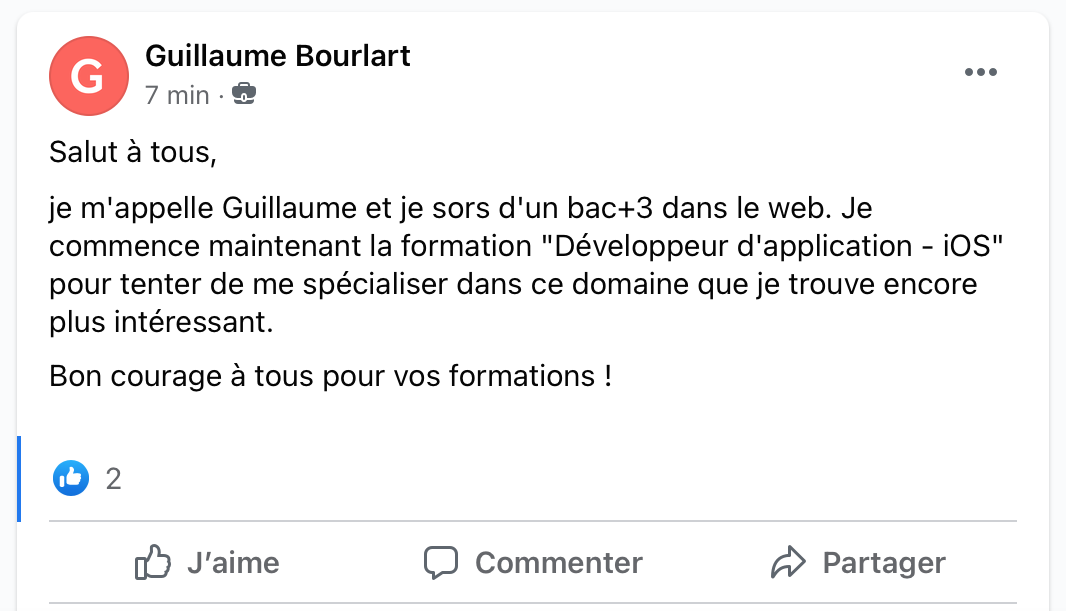 G
Guillaume Bourlart
7 min ·
Salut à tous,
je m'appelle Guillaume et je sors d'un bac+3 dans le web. Je
commence maintenant la formation "Développeur d'application - iOS"
pour tenter de me spécialiser dans ce domaine que je trouve encore
plus intéressant.
Bon courage à tous pour vos formations !
2
J’aime
Commenter
Partager